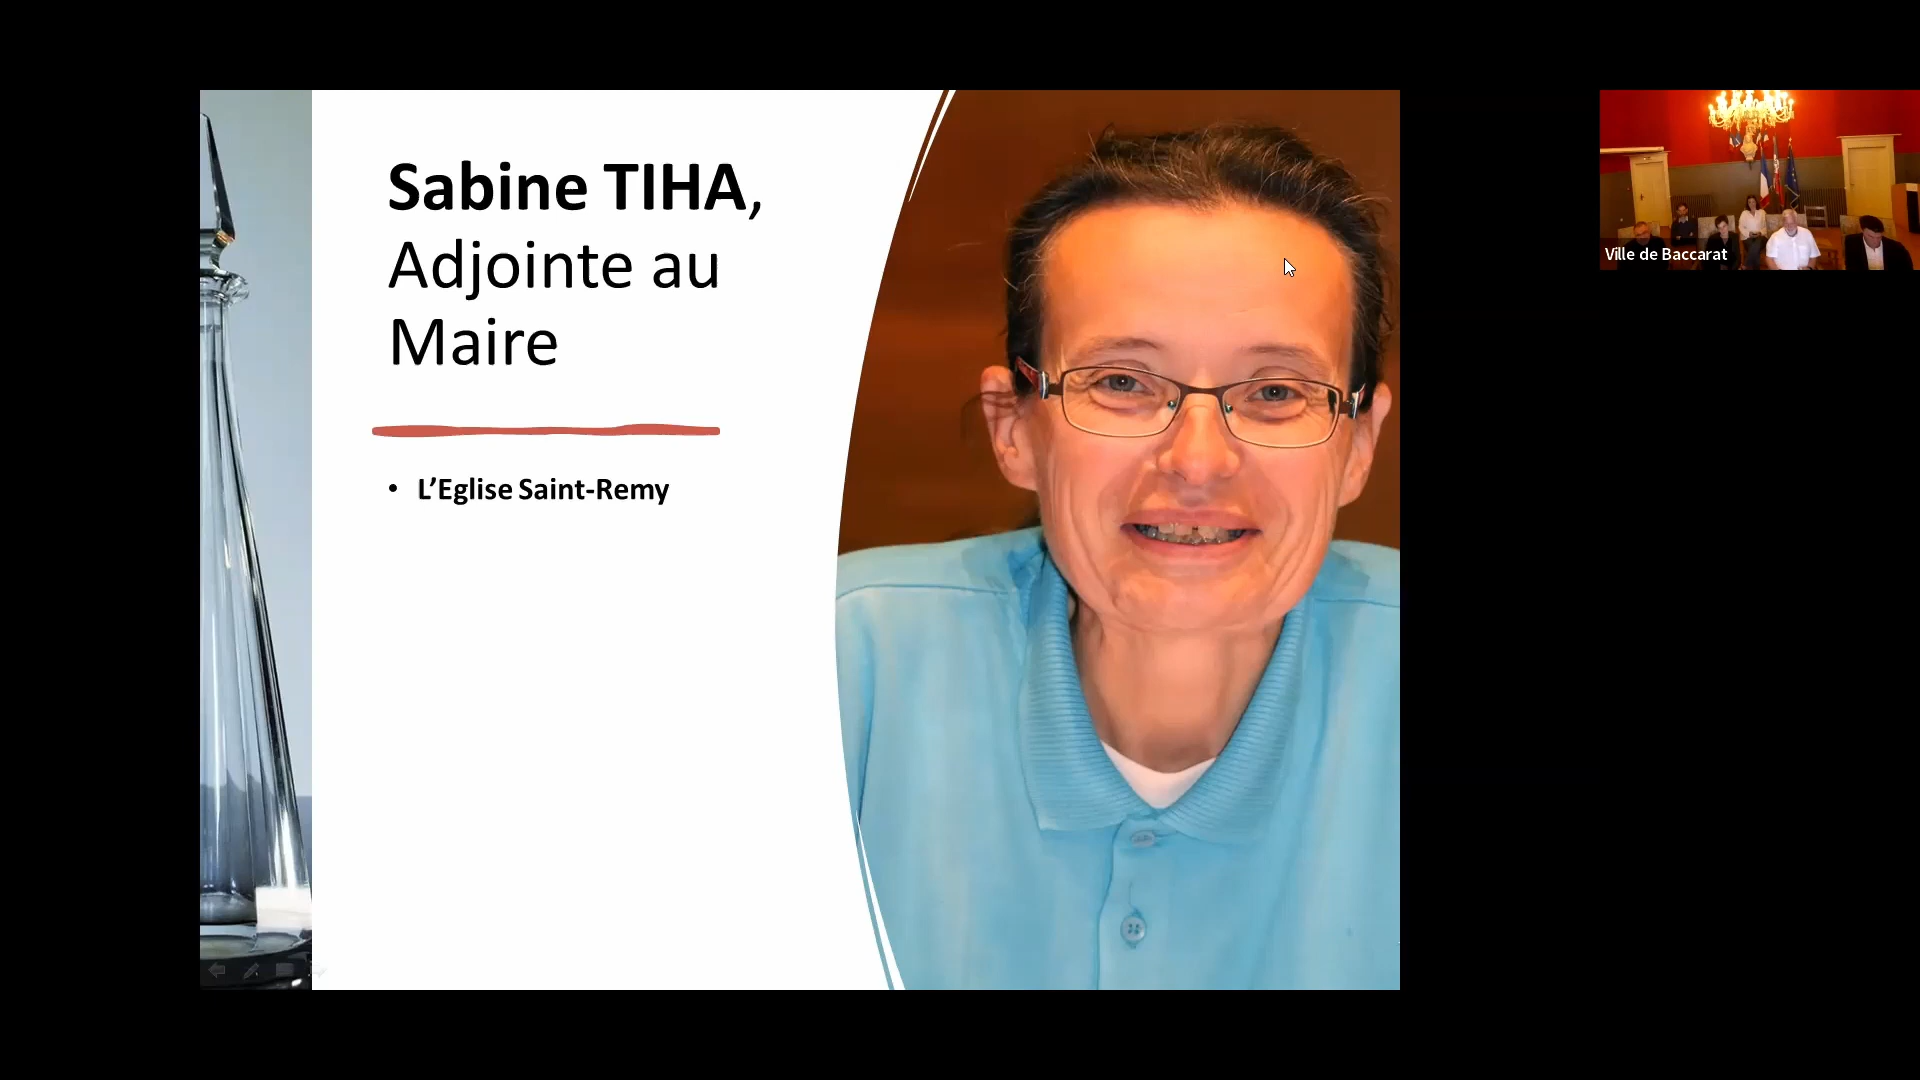 Sabine TIHA,
Adjointe au
Maire
• L’Eglise Saint-Remy
Ville de Baccarat